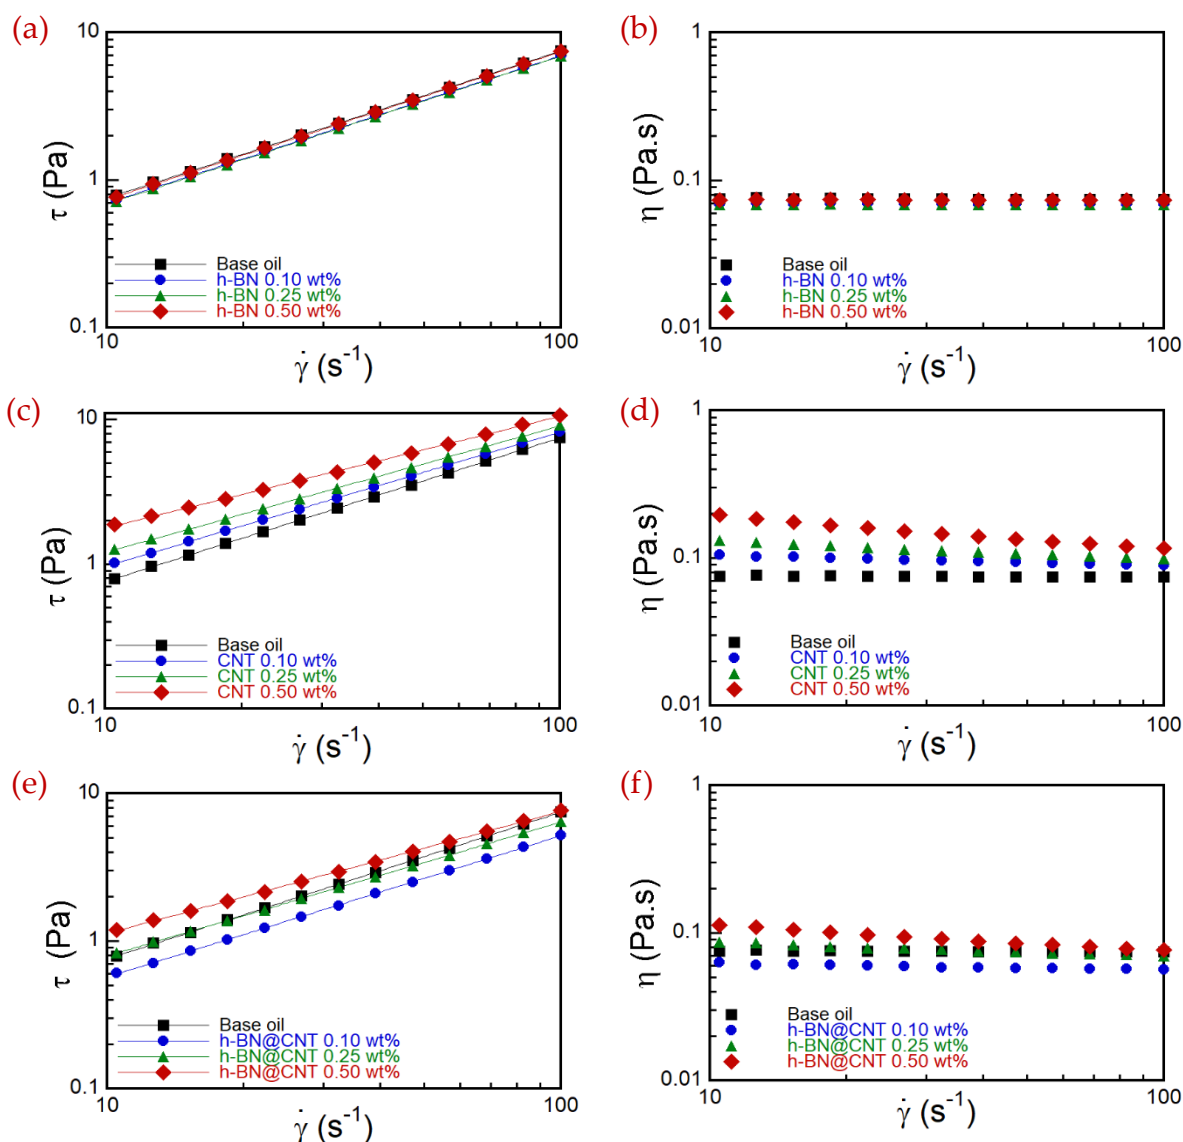 (a)
10
1
0.1
τ (Pa)
Base oil
h-BN 0.10 wt%
h-BN 0.25 wt%
h-BN 0.50 wt%
10
100
γ̇ (s⁻¹)
(b)
1
0.1
0.01
η (Pa.s)
Base oil
h-BN 0.10 wt%
h-BN 0.25 wt%
h-BN 0.50 wt%
10
100
γ̇ (s⁻¹)
(c)
10
1
0.1
τ (Pa)
Base oil
CNT 0.10 wt%
CNT 0.25 wt%
CNT 0.50 wt%
10
100
γ̇ (s⁻¹)
(d)
1
0.1
0.01
η (Pa.s)
Base oil
CNT 0.10 wt%
CNT 0.25 wt%
CNT 0.50 wt%
10
100
γ̇ (s⁻¹)
(e)
10
1
0.1
τ (Pa)
Base oil
h-BN@CNT 0.10 wt%
h-BN@CNT 0.25 wt%
h-BN@CNT 0.50 wt%
10
100
γ̇ (s⁻¹)
(f)
1
0.1
0.01
η (Pa.s)
Base oil
h-BN@CNT 0.10 wt%
h-BN@CNT 0.25 wt%
h-BN@CNT 0.50 wt%
10
100
γ̇ (s⁻¹)